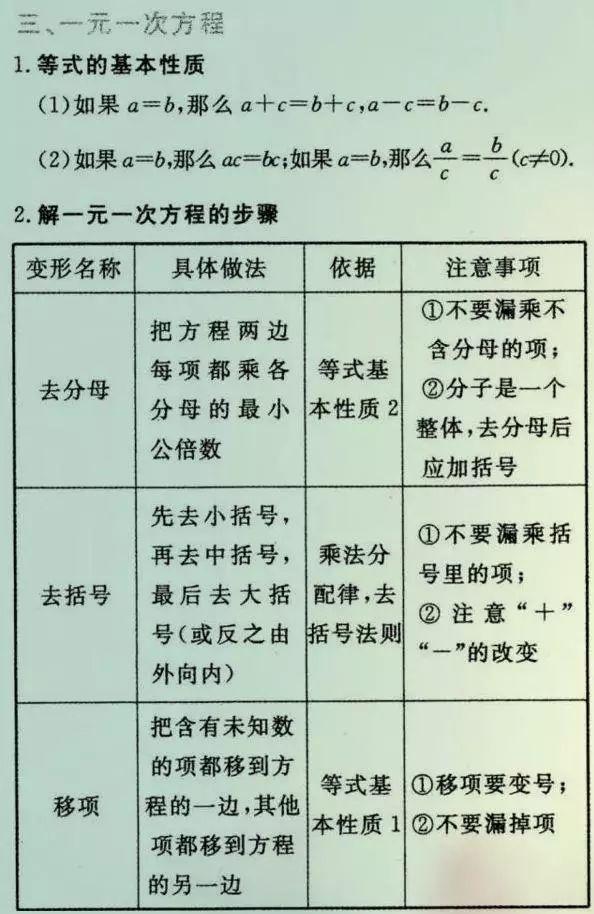 三、一元一次方程
1.等式的基本性质
(1)如果a=b,那么a+c=b+c,a-c=b-c.
(2)如果a=b,那么ac=bc;如果a=b,那么a/c=b/c(c≠0).
2.解一元一次方程的步骤
变形名称 具体做法 依据 注意事项
去分母
把方程两边
每项都乘各
分母的最小
公倍数
等式基
本性质2
①不要漏乘不
含分母的项;
②分子是一个
整体,去分母后
应加括号
去括号
先去小括号,
再去中括号,
最后去大括
号(或反之由
外向内)
乘法分
配律,去
括号法则
①不要漏乘括
号里的项;
②注意“+”
“-”的改变
移项
把含有未知数
的项都移到方
程的一边,其他
项都移到方程
的另一边
等式基
本性质1
①移项要变号;
②不要漏掉项